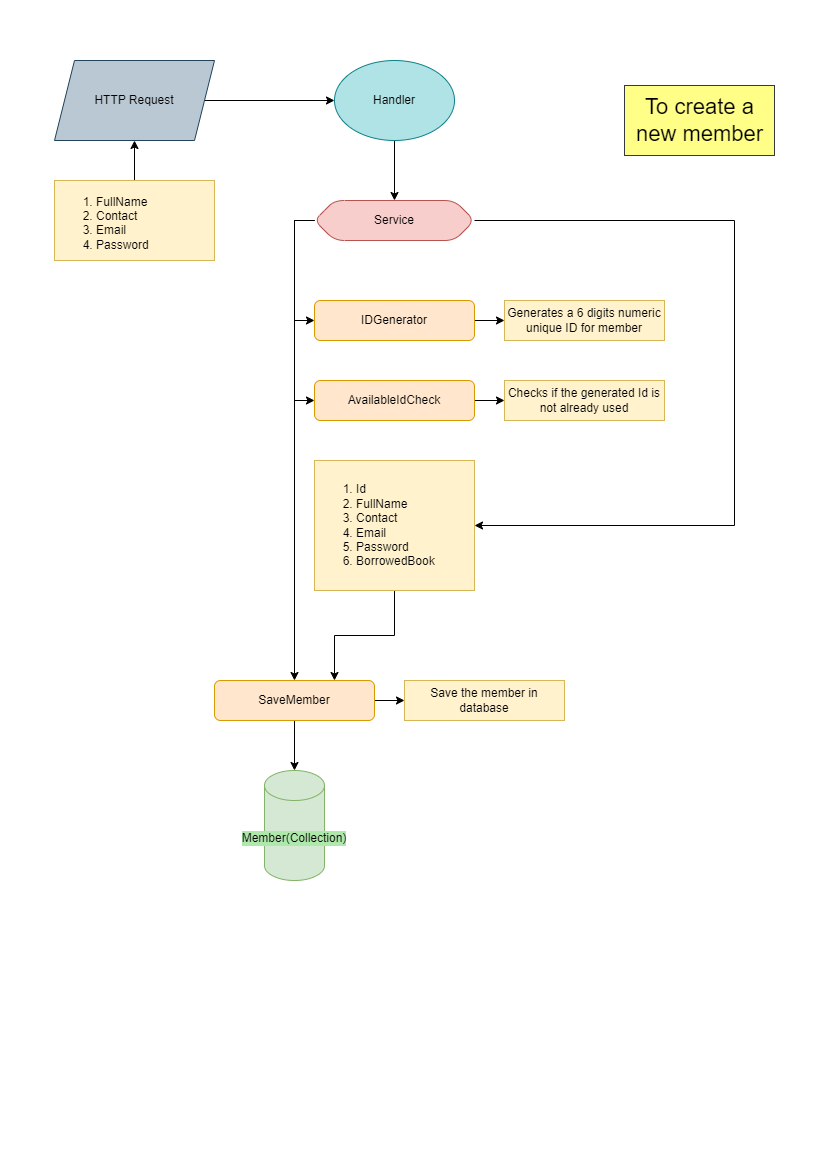 HTTP Request
Handler
To create a
new member
1. FullName
2. Contact
3. Email
4. Password
Service
IDGenerator
Generates a 6 digits numeric
unique ID for member
AvailableIdCheck
Checks if the generated Id is
not already used
1. Id
2. FullName
3. Contact
4. Email
5. Password
6. BorrowedBook
SaveMember
Save the member in
database
Member(Collection)